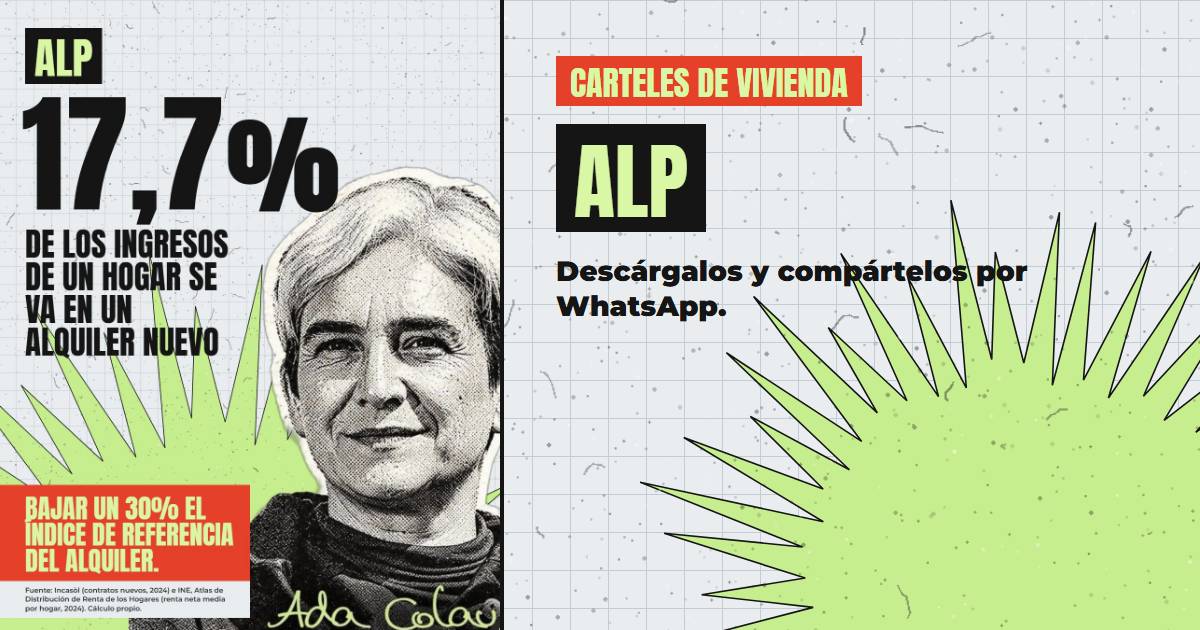 ALP
17,7%
DE LOS INGRESOS
DE UN HOGAR SE
VA EN UN
ALQUILER NUEVO
BAJAR UN 30% EL
ÍNDICE DE REFERENCIA
DEL ALQUILER.
Fuente: Incasòl (contratos nuevos, 2024) e INE, Atlas de
Distribución de Renta de los Hogares (renta neta media
por hogar, 2024). Cálculo propio.
Ada Colau
CARTELES DE VIVIENDA
ALP
Descárgalos y compártelos por
WhatsApp.